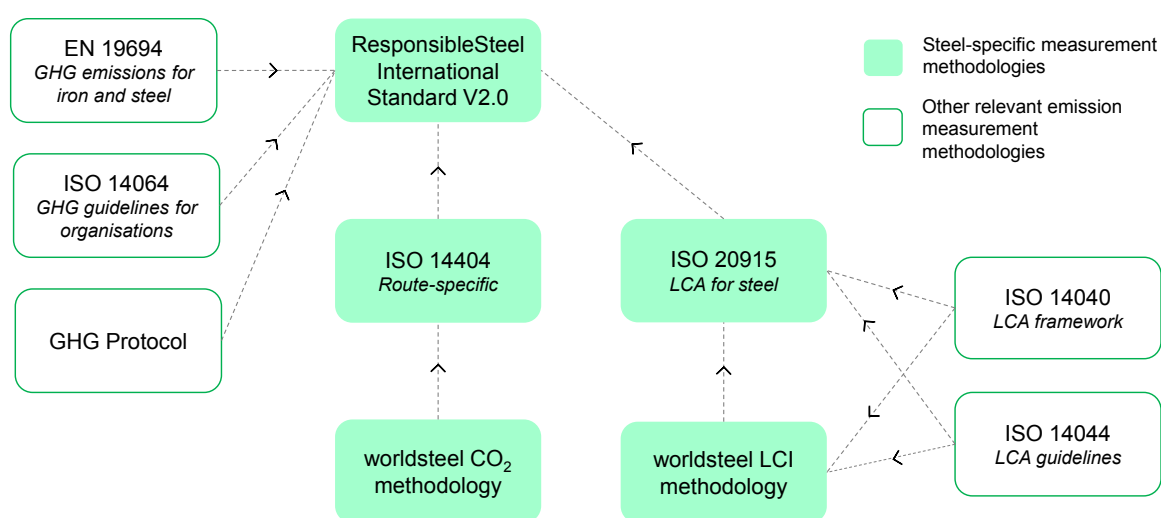 EN 19694
GHG emissions for
iron and steel
ResponsibleSteel
International
Standard V2.0
Steel-specific measurement
methodologies
Other relevant emission
measurement
methodologies
ISO 14064
GHG guidelines for
organisations
ISO 14404
Route-specific
ISO 20915
LCA for steel
GHG Protocol
ISO 14040
LCA framework
worldsteel CO₂
methodology
worldsteel LCI
methodology
ISO 14044
LCA guidelines